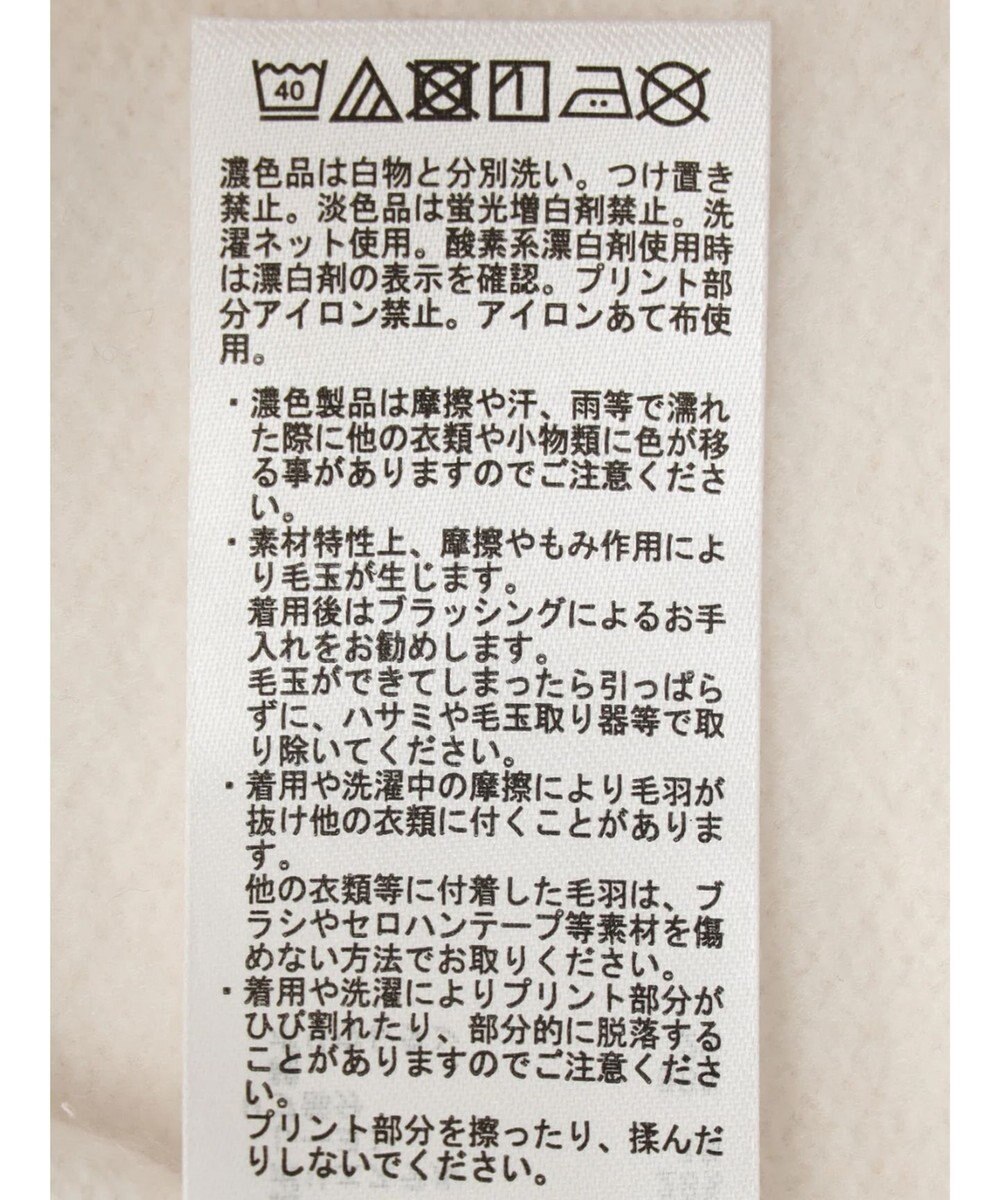 40
濃色品は白物と分別洗い。つけ置き
禁止。淡色品は蛍光増白剤禁止。洗
濯ネット使用。酸素系漂白剤使用時
は漂白剤の表示を確認。プリント部
分アイロン禁止。アイロンあて布使
用。
・濃色製品は摩擦や汗、雨等で濡れ
た際に他の衣類や小物類に色が移
る事がありますのでご注意くださ
い。
・素材特性上、摩擦やもみ作用によ
り毛玉が生じます。
着用後はブラッシングによるお手
入れをお勧めします。
毛玉ができてしまったら引っぱら
ずに、ハサミや毛玉取り器等で取
り除いてください。
・着用や洗濯中の摩擦により毛羽が
抜け他の衣類に付くことがありま
す。
他の衣類等に付着した毛羽は、ブ
ラシやセロハンテープ等素材を傷
めない方法でお取りください。
・着用や洗濯によりプリント部分が
ひび割れたり、部分的に脱落する
ことがありますのでご注意くださ
い。
プリント部分を擦ったり、揉んだ
りしないでください。